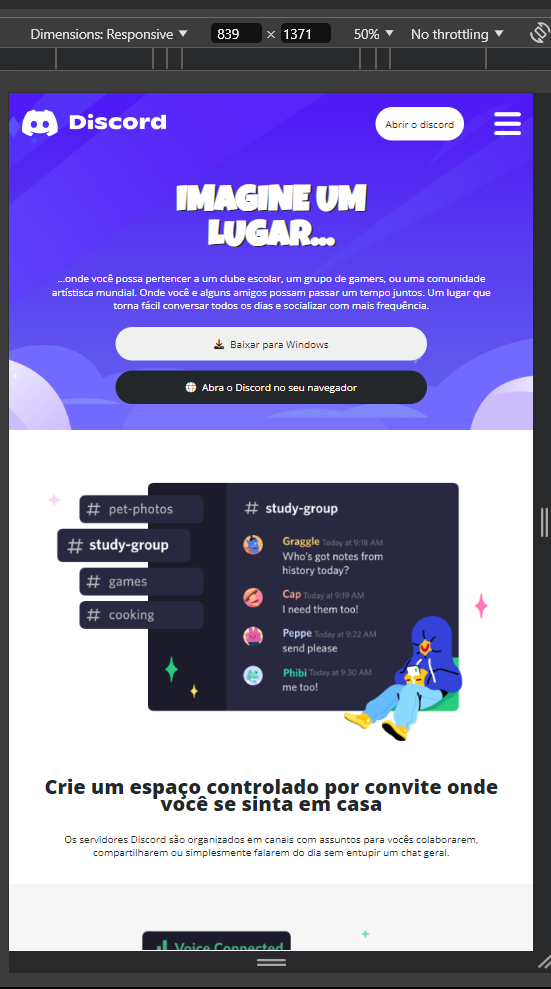 Dimensions: Responsive 839 × 1371 50% No throttling
Discord
Abrir o discord
IMAGINE UM
LUGAR...
...onde você possa pertencer a um clube escolar, um grupo de gamers, ou uma comunidade
artística mundial. Onde você e alguns amigos possam passar um tempo juntos. Um lugar que
torna fácil conversar todos os dias e socializar com mais frequência.
Baixar para Windows
Abra o Discord no seu navegador
# pet-photos
# study-group
# games
# cooking
# study-group
Graggle Today at 9:18 AM
Who's got notes from
history today?
Cap Today at 9:19 AM
I need them too!
Peppe Today at 9:22 AM
send please
Phibi Today at 9:30 AM
me too!
Crie um espaço controlado por convite onde
você se sinta em casa
Os servidores Discord são organizados em canais com assuntos para vocês colaborarem,
compartilharem ou simplesmente falarem do dia sem entupir um chat geral.
Voice Connected